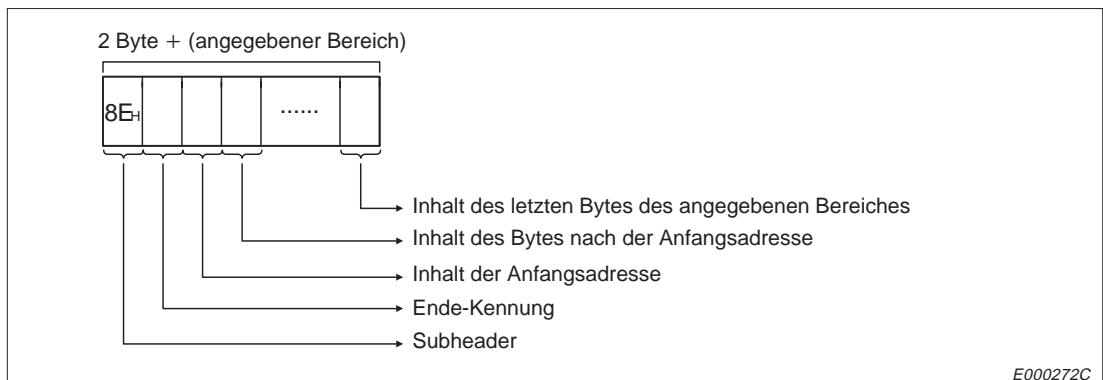 2 Byte + (angegebener Bereich)
8EH
······
Inhalt des letzten Bytes des angegebenen Bereiches
Inhalt des Bytes nach der Anfangsadresse
Inhalt der Anfangsadresse
Ende-Kennung
Subheader
E000272C